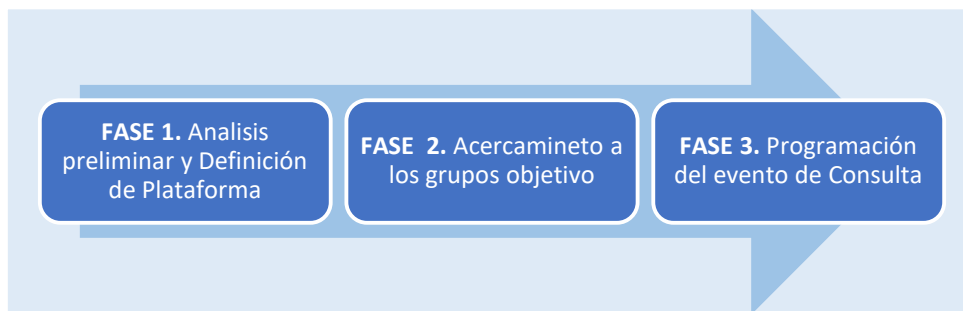 FASE 1. Analisis
preliminar y Definición
de Plataforma
FASE 2. Acercamineto a
los grupos objetivo
FASE 3. Programación
del evento de Consulta